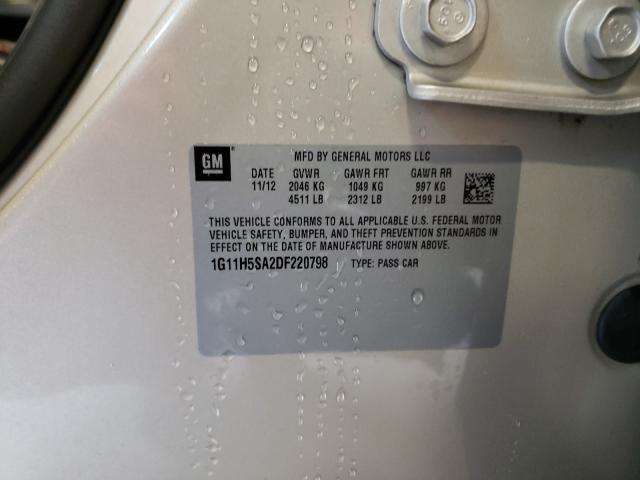 GM
MFD BY GENERAL MOTORS LLC
DATE GVWR GAWR FRT GAWR RR
11/12 2046 KG 1049 KG 997 KG
4511 LB 2312 LB 2199 LB
THIS VEHICLE CONFORMS TO ALL APPLICABLE U.S. FEDERAL MOTOR
VEHICLE SAFETY, BUMPER, AND THEFT PREVENTION STANDARDS IN
EFFECT ON THE DATE OF MANUFACTURE SHOWN ABOVE.
1G11H5SA2DF220798 TYPE: PASS CAR